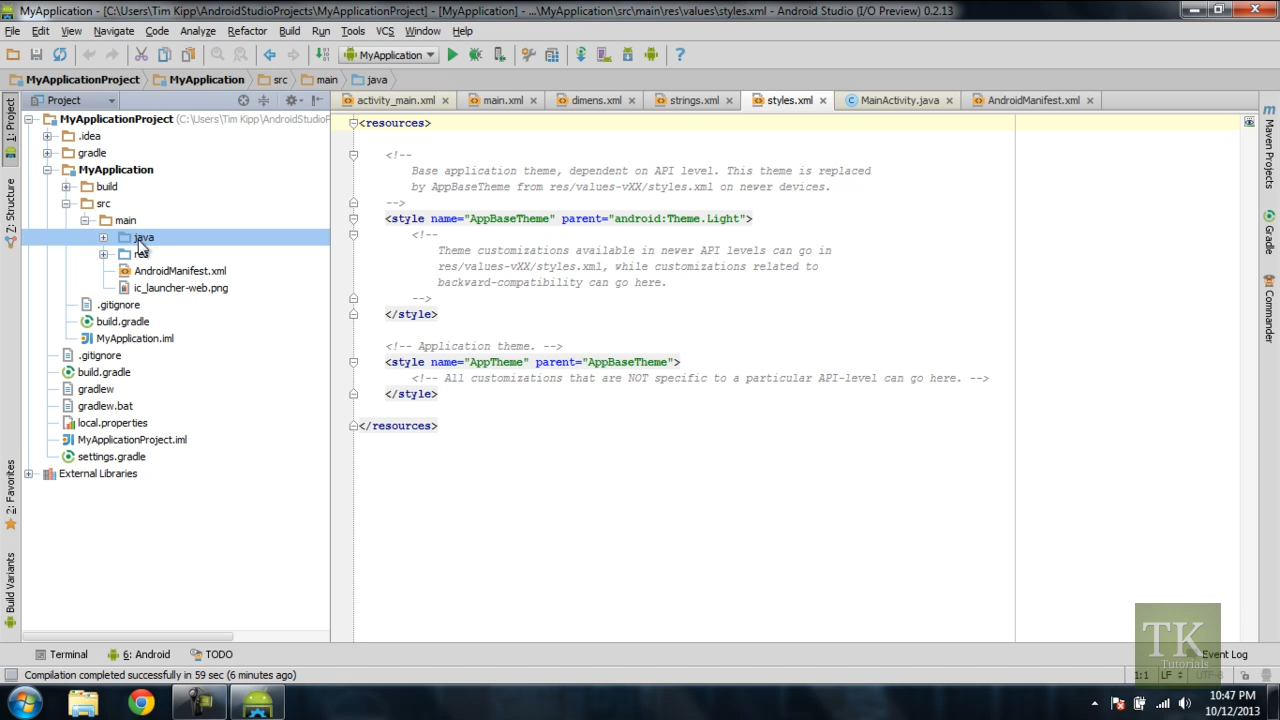 MyApplication - [C:\Users\Tim Kipp\AndroidStudioProjects\MyApplicationProject] - [MyApplication] - ...\MyApplication\src\main\res\values\styles.xml - Android Studio (I/O Preview) 0.2.13
File Edit View Navigate Code Analyze Refactor Build Run Tools VCS Window Help
MyApplication
MyApplicationProject MyApplication src main java
Project
activity_main.xml main.xml dimens.xml strings.xml styles.xml MainActivity.java AndroidManifest.xml
1: Project
Z: Structure
2: Favorites
Build Variants
MyApplicationProject (C:\Users\Tim Kipp\AndroidStudioP
.idea
gradle
MyApplication
build
src
main
java
res
AndroidManifest.xml
ic_launcher-web.png
.gitignore
build.gradle
MyApplication.iml
.gitignore
build.gradle
gradlew
gradlew.bat
local.properties
MyApplicationProject.iml
settings.gradle
External Libraries
<resources>
<!--
Base application theme, dependent on API level. This theme is replaced
by AppBaseTheme from res/values-vXX/styles.xml on newer devices.
-->
<style name="AppBaseTheme" parent="android:Theme.Light">
<!--
Theme customizations available in newer API levels can go in
res/values-vXX/styles.xml, while customizations related to
backward-compatibility can go here.
-->
</style>
<!-- Application theme. -->
<style name="AppTheme" parent="AppBaseTheme">
<!-- All customizations that are NOT specific to a particular API-level can go here. -->
</style>
</resources>
Maven Projects
Gradle
Commander
TK
Tutorials
Terminal 6: Android TODO Event Log
Compilation completed successfully in 59 sec (6 minutes ago) 1:1 LF UTF-8
10:47 PM
10/12/2013